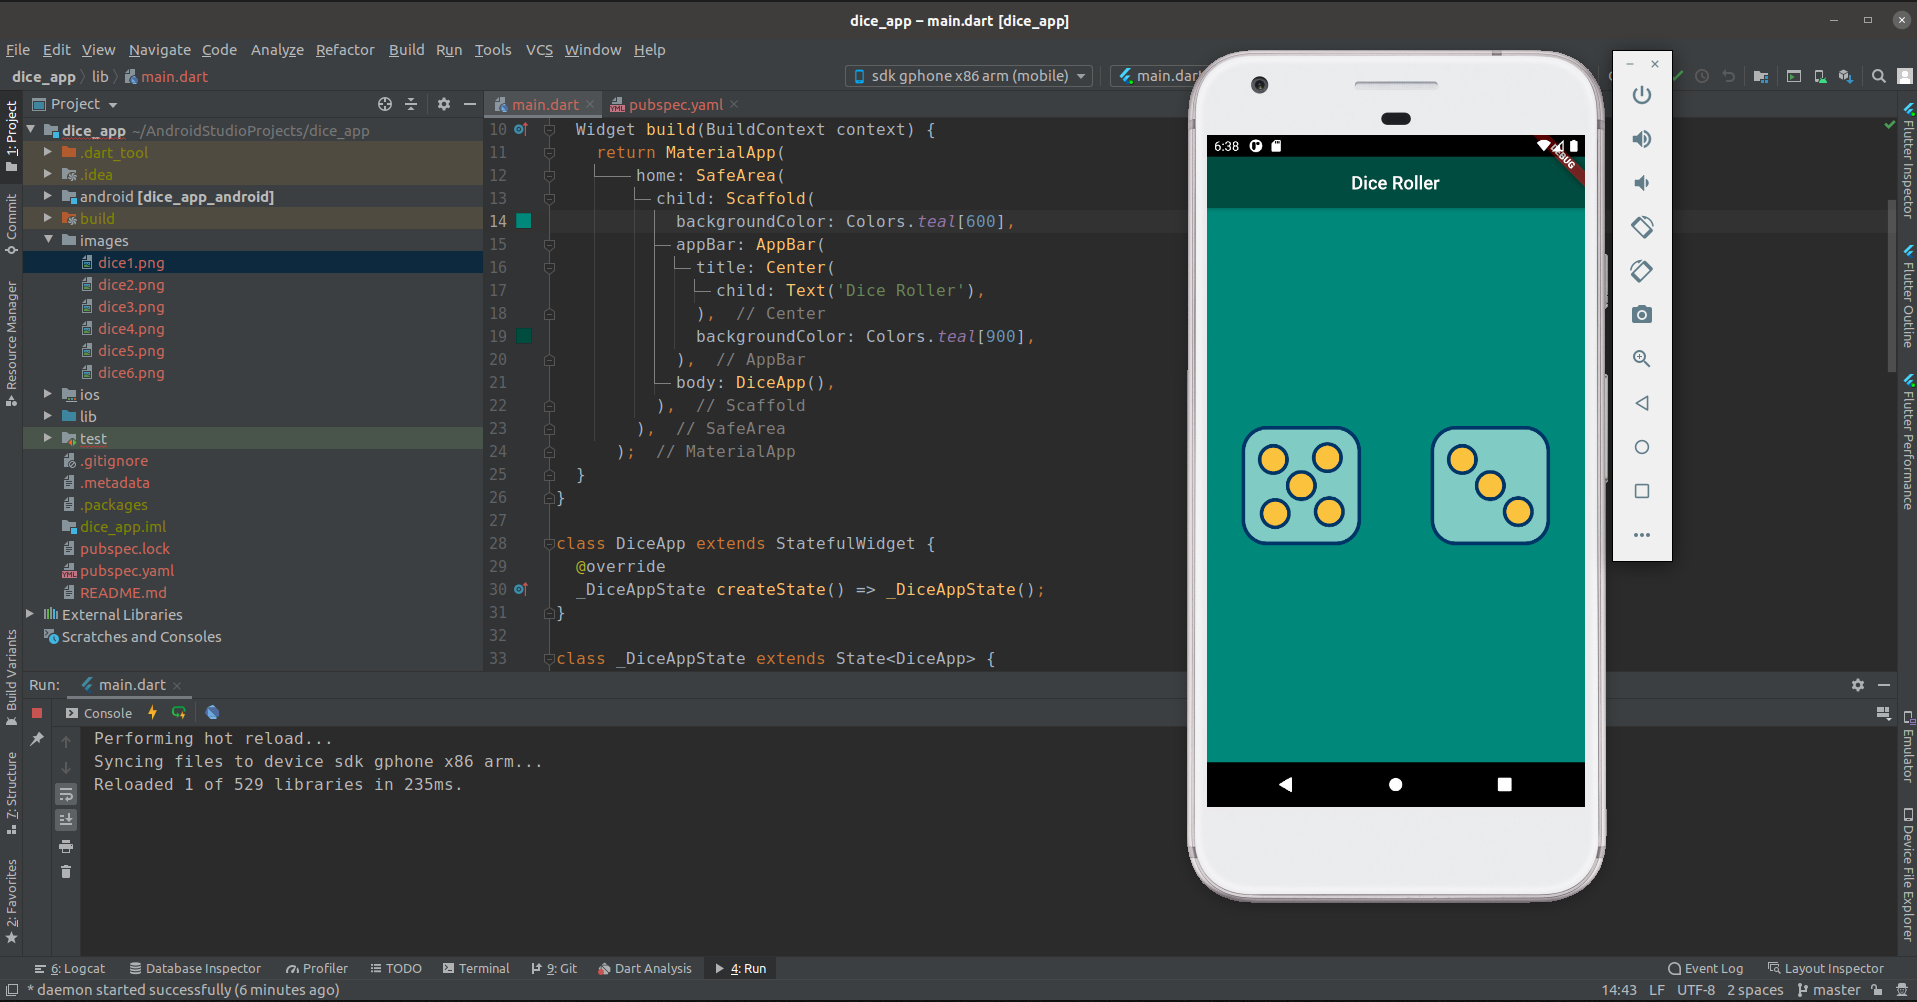 dice_app – main.dart [dice_app]
File Edit View Navigate Code Analyze Refactor Build Run Tools VCS Window Help
dice_app lib main.dart
sdk gphone x86 arm (mobile)
main.dart
1: Project
Commit
Resource Manager
Build Variants
7: Structure
2: Favorites
Project
dice_app ~/AndroidStudioProjects/dice_app
.dart_tool
.idea
android [dice_app_android]
build
images
dice1.png
dice2.png
dice3.png
dice4.png
dice5.png
dice6.png
ios
lib
test
.gitignore
.metadata
.packages
dice_app.iml
pubspec.lock
pubspec.yaml
README.md
External Libraries
Scratches and Consoles
main.dart pubspec.yaml
10 Widget build(BuildContext context) {
11 return MaterialApp(
12 home: SafeArea(
13 child: Scaffold(
14 backgroundColor: Colors.teal[600],
15 appBar: AppBar(
16 title: Center(
17 child: Text('Dice Roller'),
18 ), // Center
19 backgroundColor: Colors.teal[900],
20 ), // AppBar
21 body: DiceApp(),
22 ), // Scaffold
23 ), // SafeArea
24 ); // MaterialApp
25 }
26 }
27
28 class DiceApp extends StatefulWidget {
29 @override
30 _DiceAppState createState() => _DiceAppState();
31 }
32
33 class _DiceAppState extends State<DiceApp> {
6:38
DEBUG
Dice Roller
Flutter Inspector
Flutter Outline
Flutter Performance
Emulator
Device File Explorer
Run: main.dart
Console
Performing hot reload...
Syncing files to device sdk gphone x86 arm...
Reloaded 1 of 529 libraries in 235ms.
6: Logcat Database Inspector Profiler TODO Terminal 9: Git Dart Analysis 4: Run Event Log Layout Inspector
* daemon started successfully (6 minutes ago) 14:43 LF UTF-8 2 spaces master